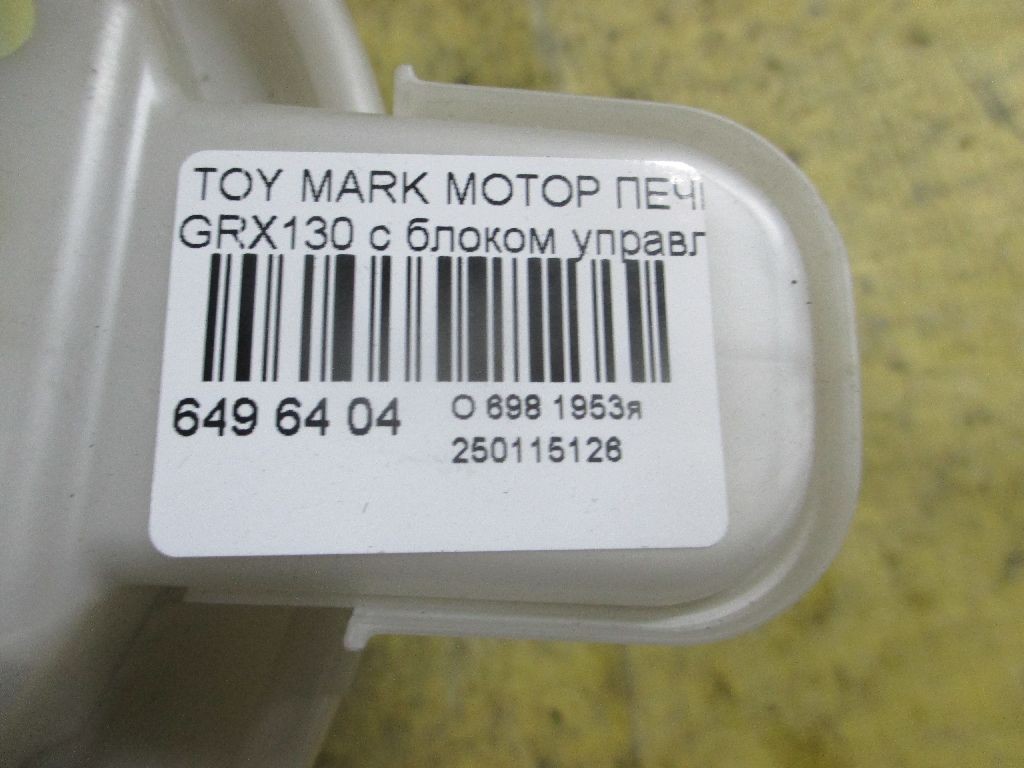 TOY MARK МОТОР ПЕЧ
GRX130 с блоком управл
649 64 04
О 698 1953я
250115126